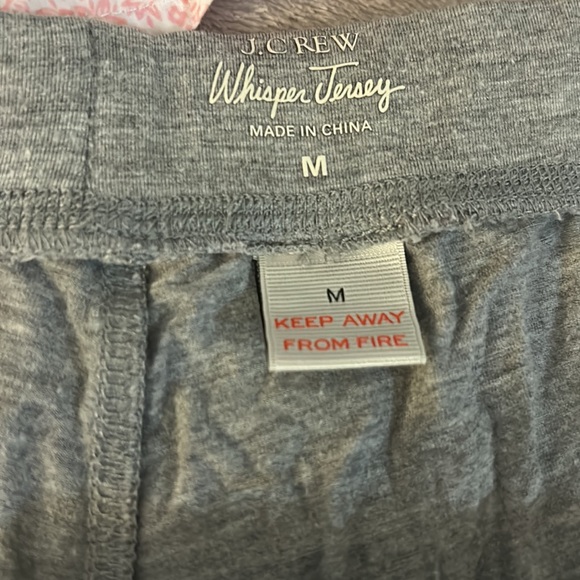 J.CREW
Whisper Jersey
MADE IN CHINA
M
M
KEEP AWAY
FROM FIRE